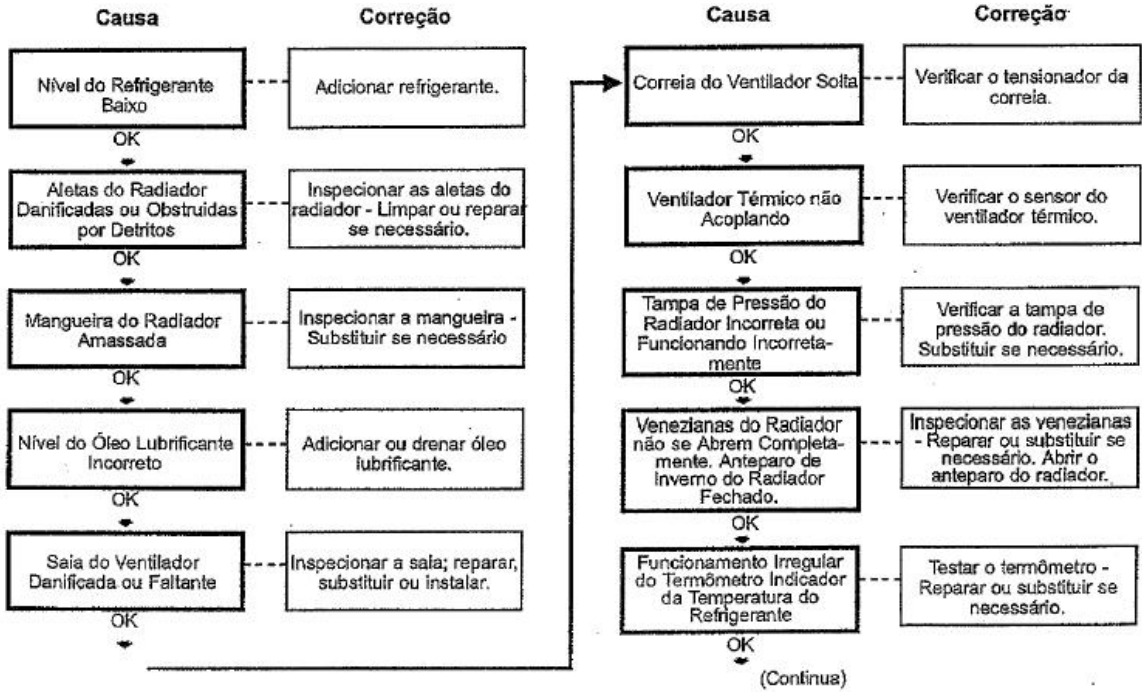 Causa
Correção
Nível do Refrigerante
Baixo
Adicionar refrigerante.
OK
Aletas do Radiador
Danificadas ou Obstruidas
por Detritos
Inspecionar as aletas do
radiador - Limpar ou reparar
se necessário.
OK
Mangueira do Radiador
Amassada
Inspecionar a mangueira -
Substituir se necessário
OK
Nível do Óleo Lubrificante
Incorreto
Adicionar ou drenar óleo
lubrificante.
OK
Saia do Ventilador
Danificada ou Faltante
Inspecionar a saia; reparar,
substituir ou instalar.
OK
Causa
Correção
Correia do Ventilador Solta
Verificar o tensionador da
correia.
OK
Ventilador Térmico não
Acoplando
Verificar o sensor do
ventilador térmico.
OK
Tampa de Pressão do
Radiador Incorreta ou
Funcionando Incorreta-
mente
Verificar a tampa de
pressão do radiador.
Substituir se necessário.
OK
Venezianas do Radiador
não se Abrem Completa-
mente. Anteparo de
Inverno do Radiador
Fechado.
Inspecionar as venezianas
- Reparar ou substituir se
necessário. Abrir o
anteparo do radiador.
OK
Funcionamento Irregular
do Termômetro Indicador
da Temperatura do
Refrigerante
Testar o termômetro -
Reparar ou substituir se
necessário.
OK
(Continua)